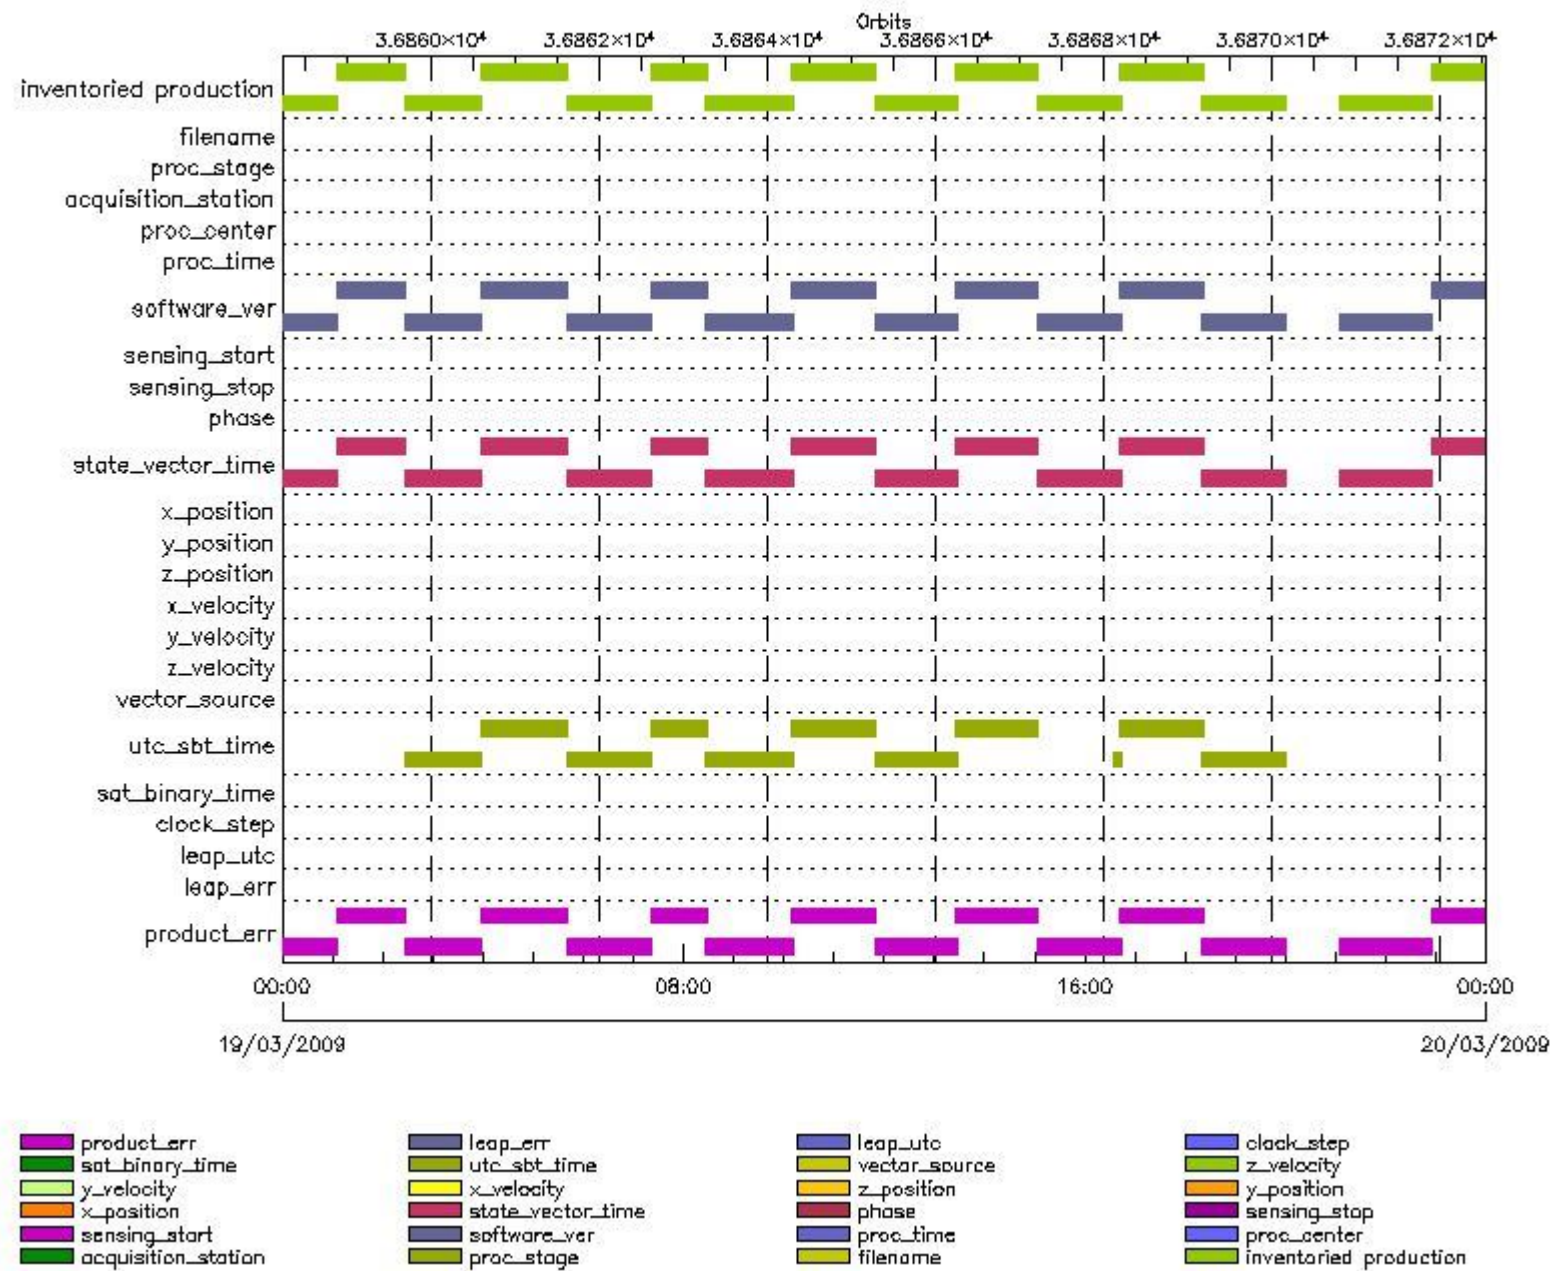 Orbits
3.6860×10⁴ 3.6862×10⁴ 3.6864×10⁴ 3.6866×10⁴ 3.6868×10⁴ 3.6870×10⁴ 3.6872×10⁴
inventoried production
filename
proc_stage
acquisition_station
proc_center
proc_time
software_ver
sensing_start
sensing_stop
phase
state_vector_time
x_position
y_position
z_position
x_velocity
y_velocity
z_velocity
vector_source
utc_sbt_time
sat_binary_time
clock_step
leap_utc
leap_err
product_err
00:00 08:00 16:00 00:00
19/03/2009 20/03/2009
product_err leap_err leap_utc clock_step
sat_binary_time utc_sbt_time vector_source z_velocity
y_velocity x_velocity z_position y_position
x_position state_vector_time phase sensing_stop
sensing_start software_ver proc_time proc_center
acquisition_station proc_stage filename inventoried production